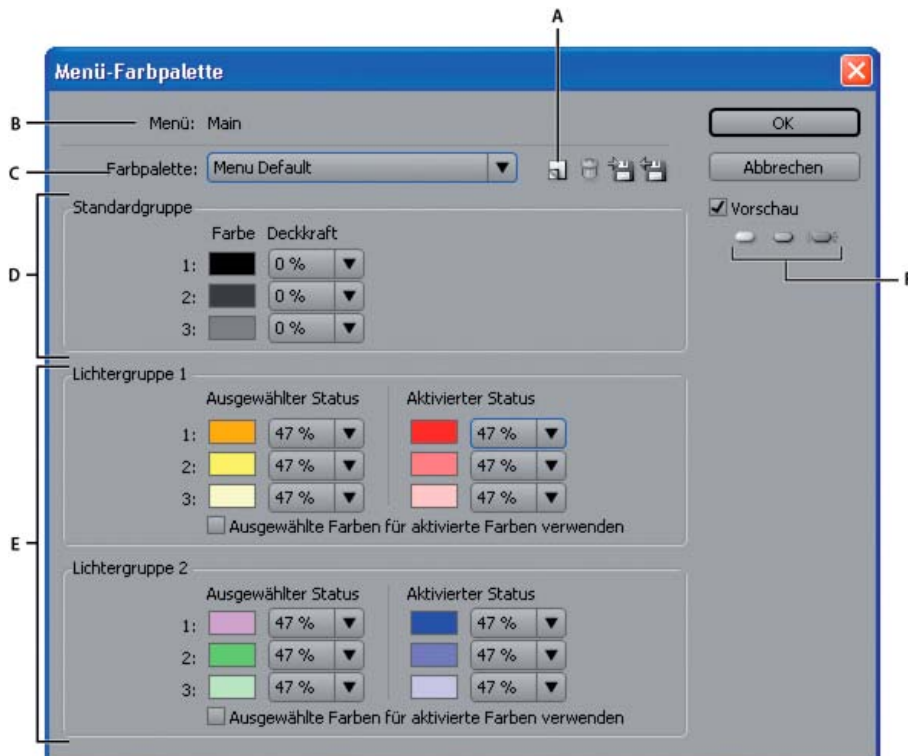 A
Menü-Farbpalette
B Menü: Main OK
C Farbpalette: Menu Default Abbrechen
Standardgruppe Vorschau
Farbe Deckkraft
D 1: 0 %
2: 0 %
3: 0 %
Lichtergruppe 1
Ausgewählter Status Aktivierter Status
1: 47 % 47 %
2: 47 % 47 %
3: 47 % 47 %
Ausgewählte Farben für aktivierte Farben verwenden
E
Lichtergruppe 2
Ausgewählter Status Aktivierter Status
1: 47 % 47 %
2: 47 % 47 %
3: 47 % 47 %
Ausgewählte Farben für aktivierte Farben verwenden